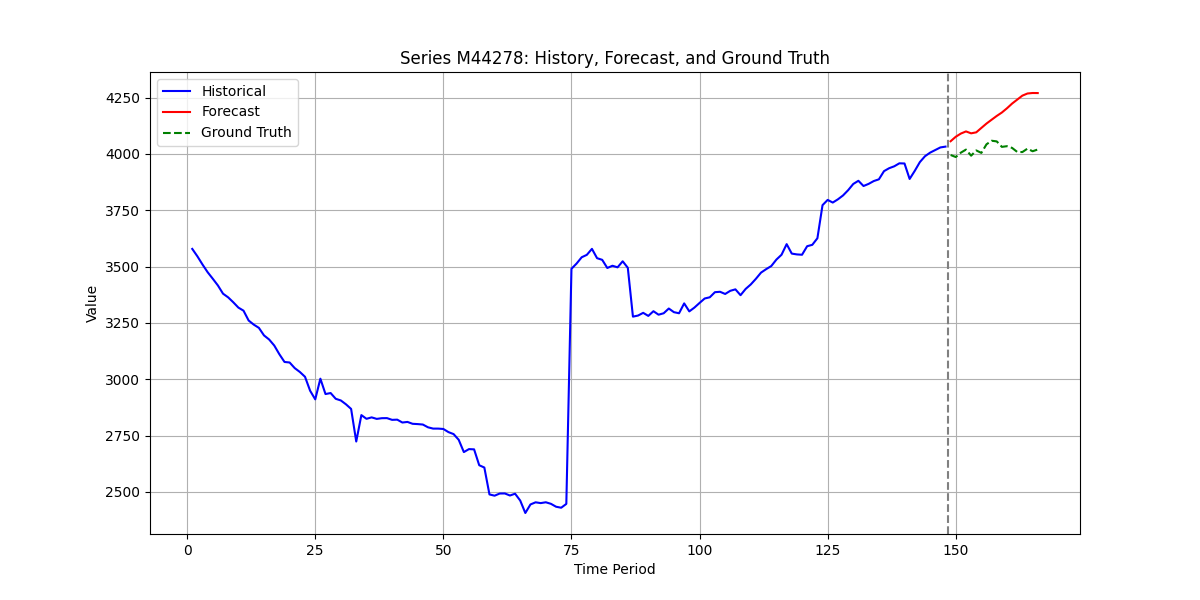 Series M44278: History, Forecast, and Ground Truth
Historical
Forecast
Ground Truth
4250
4000
3750
3500
3250
3000
2750
2500
Value
0 25 50 75 100 125 150
Time Period